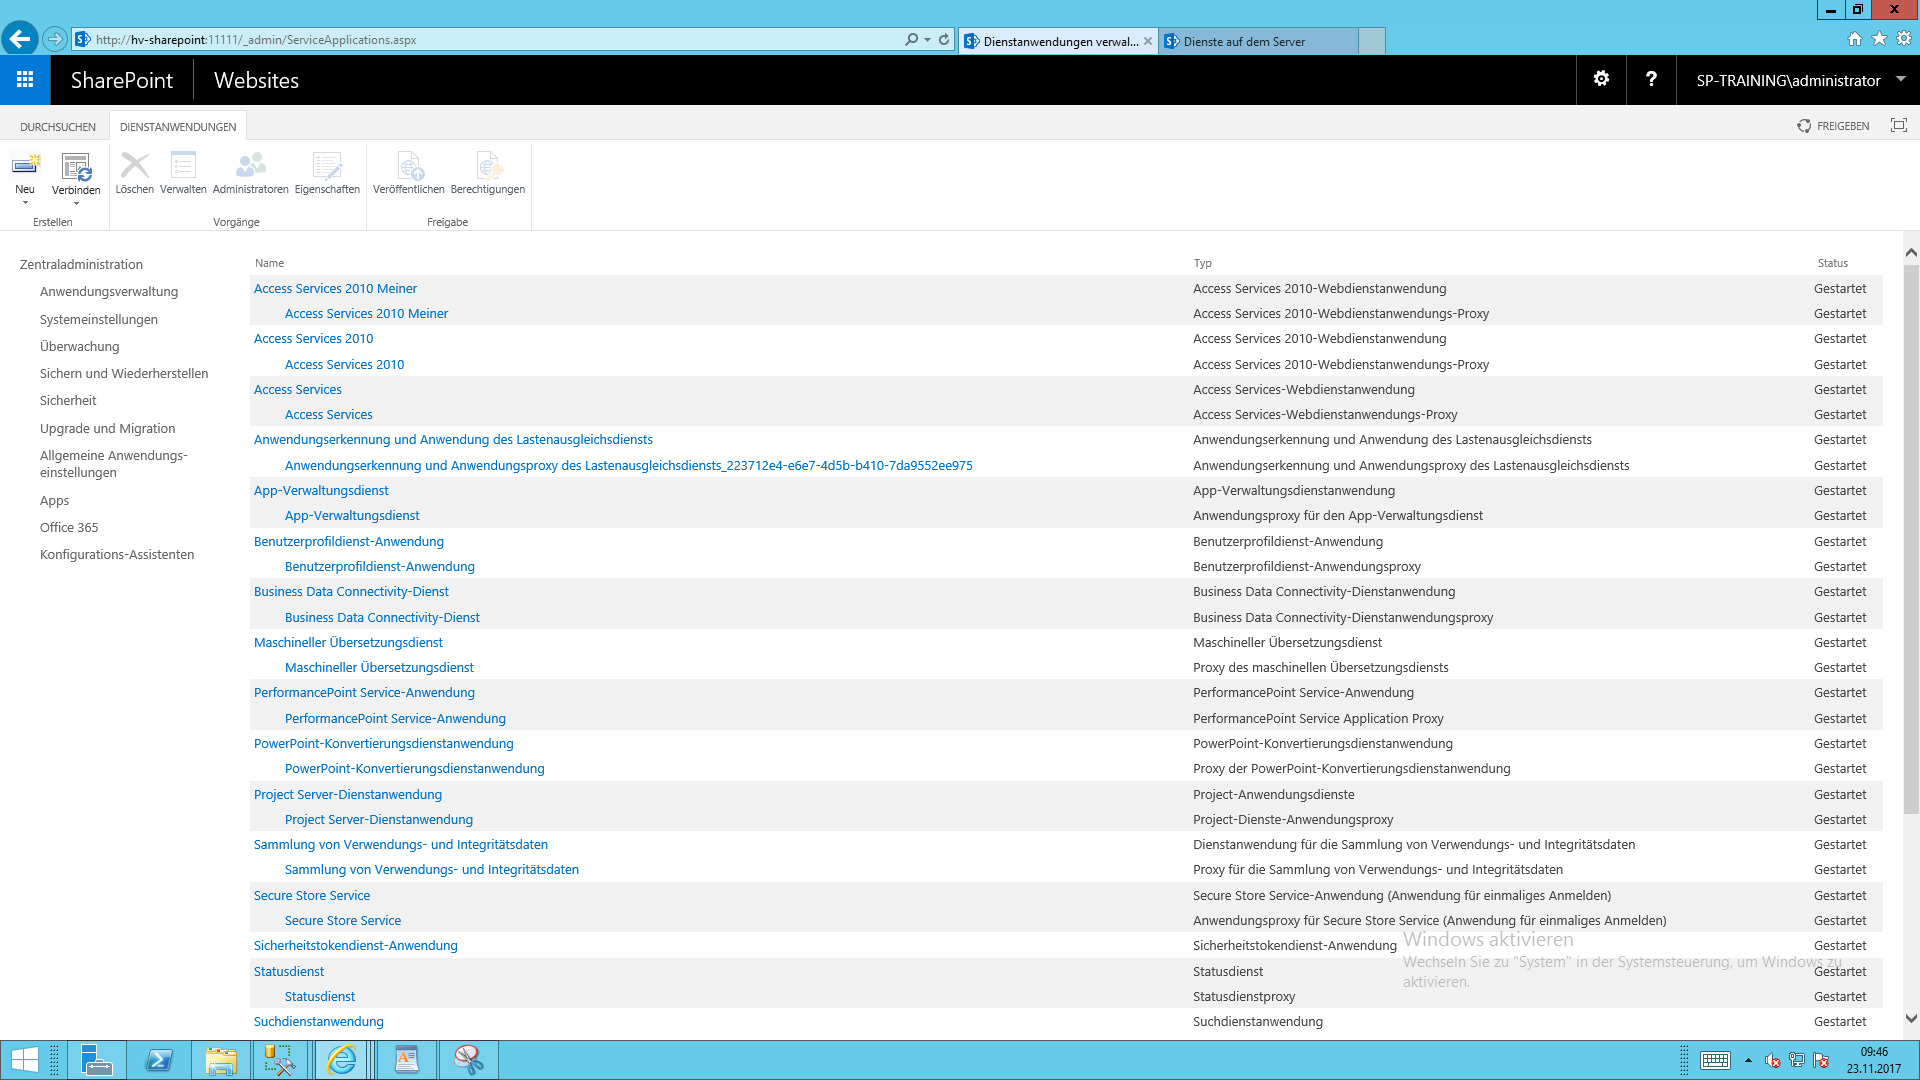 http://hv-sharepoint:11111/_admin/ServiceApplications.aspx
Dienstanwendungen verwal...
Dienste auf dem Server
SharePoint
Websites
?
SP-TRAINING\administrator
DURCHSUCHEN
DIENSTANWENDUNGEN
FREIGEBEN
Neu
Verbinden
Löschen
Verwalten
Administratoren
Eigenschaften
Veröffentlichen
Berechtigungen
Erstellen
Vorgänge
Freigabe
Zentraladministration
Anwendungsverwaltung
Systemeinstellungen
Überwachung
Sichern und Wiederherstellen
Sicherheit
Upgrade und Migration
Allgemeine Anwendungs-
einstellungen
Apps
Office 365
Konfigurations-Assistenten
Name Typ Status
Access Services 2010 Meiner Access Services 2010-Webdienstanwendung Gestartet
Access Services 2010 Meiner Access Services 2010-Webdienstanwendungs-Proxy Gestartet
Access Services 2010 Access Services 2010-Webdienstanwendung Gestartet
Access Services 2010 Access Services 2010-Webdienstanwendungs-Proxy Gestartet
Access Services Access Services-Webdienstanwendung Gestartet
Access Services Access Services-Webdienstanwendungs-Proxy Gestartet
Anwendungserkennung und Anwendung des Lastenausgleichsdiensts Anwendungserkennung und Anwendung des Lastenausgleichsdiensts Gestartet
Anwendungserkennung und Anwendungsproxy des Lastenausgleichsdiensts_223712e4-e6e7-4d5b-b410-7da9552ee975 Anwendungserkennung und Anwendungsproxy des Lastenausgleichsdiensts Gestartet
App-Verwaltungsdienst App-Verwaltungsdienstanwendung Gestartet
App-Verwaltungsdienst Anwendungsproxy für den App-Verwaltungsdienst Gestartet
Benutzerprofildienst-Anwendung Benutzerprofildienst-Anwendung Gestartet
Benutzerprofildienst-Anwendung Benutzerprofildienst-Anwendungsproxy Gestartet
Business Data Connectivity-Dienst Business Data Connectivity-Dienstanwendung Gestartet
Business Data Connectivity-Dienst Business Data Connectivity-Dienstanwendungsproxy Gestartet
Maschineller Übersetzungsdienst Maschineller Übersetzungsdienst Gestartet
Maschineller Übersetzungsdienst Proxy des maschinellen Übersetzungsdiensts Gestartet
PerformancePoint Service-Anwendung PerformancePoint Service-Anwendung Gestartet
PerformancePoint Service-Anwendung PerformancePoint Service Application Proxy Gestartet
PowerPoint-Konvertierungsdienstanwendung PowerPoint-Konvertierungsdienstanwendung Gestartet
PowerPoint-Konvertierungsdienstanwendung Proxy der PowerPoint-Konvertierungsdienstanwendung Gestartet
Project Server-Dienstanwendung Project-Anwendungsdienste Gestartet
Project Server-Dienstanwendung Project-Dienste-Anwendungsproxy Gestartet
Sammlung von Verwendungs- und Integritätsdaten Dienstanwendung für die Sammlung von Verwendungs- und Integritätsdaten Gestartet
Sammlung von Verwendungs- und Integritätsdaten Proxy für die Sammlung von Verwendungs- und Integritätsdaten Gestartet
Secure Store Service Secure Store Service-Anwendung (Anwendung für einmaliges Anmelden) Gestartet
Secure Store Service Anwendungsproxy für Secure Store Service (Anwendung für einmaliges Anmelden) Gestartet
Sicherheitstokendienst-Anwendung Sicherheitstokendienst-Anwendung Gestartet
Statusdienst Statusdienst Gestartet
Statusdienst Statusdienstproxy Gestartet
Suchdienstanwendung Suchdienstanwendung Gestartet
Windows aktivieren
Wechseln Sie zu "System" in der Systemsteuerung, um Windows zu
aktivieren.
09:46
23.11.2017